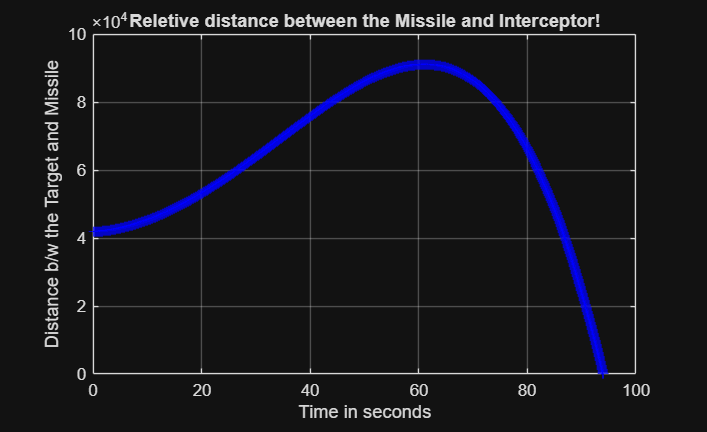 ×10⁴ Reletive distance between the Missile and Interceptor!
10
8
6
4
2
0
Distance b/w the Target and Missile
0 20 40 60 80 100
Time in seconds